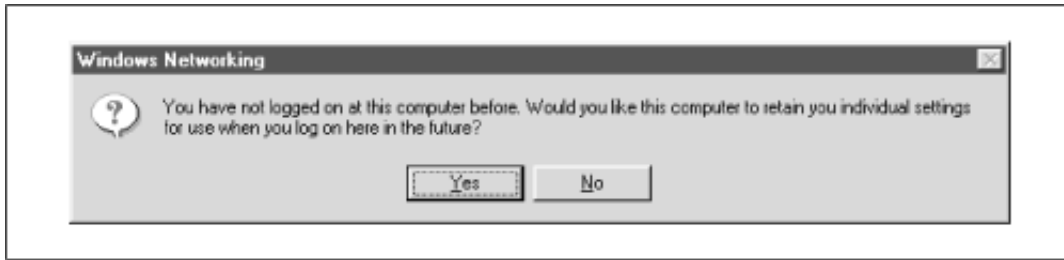 Windows Networking
You have not logged on at this computer before. Would you like this computer to retain you individual settings
for use when you log on here in the future?
Yes
No